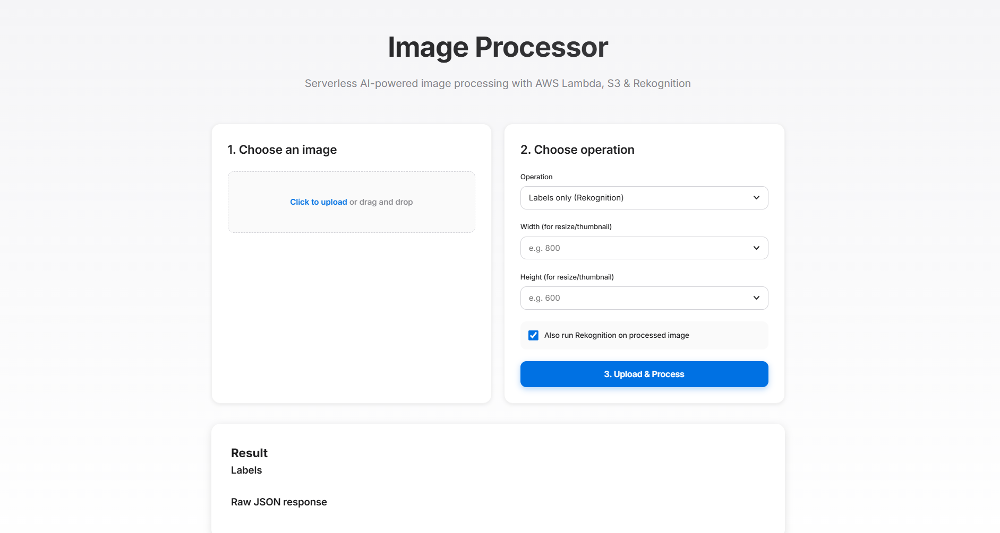 Image Processor
Serverless AI-powered image processing with AWS Lambda, S3 & Rekognition
1. Choose an image
Click to upload or drag and drop
2. Choose operation
Operation
Labels only (Rekognition)
Width (for resize/thumbnail)
e.g. 800
Height (for resize/thumbnail)
e.g. 600
Also run Rekognition on processed image
3. Upload & Process
Result
Labels
Raw JSON response